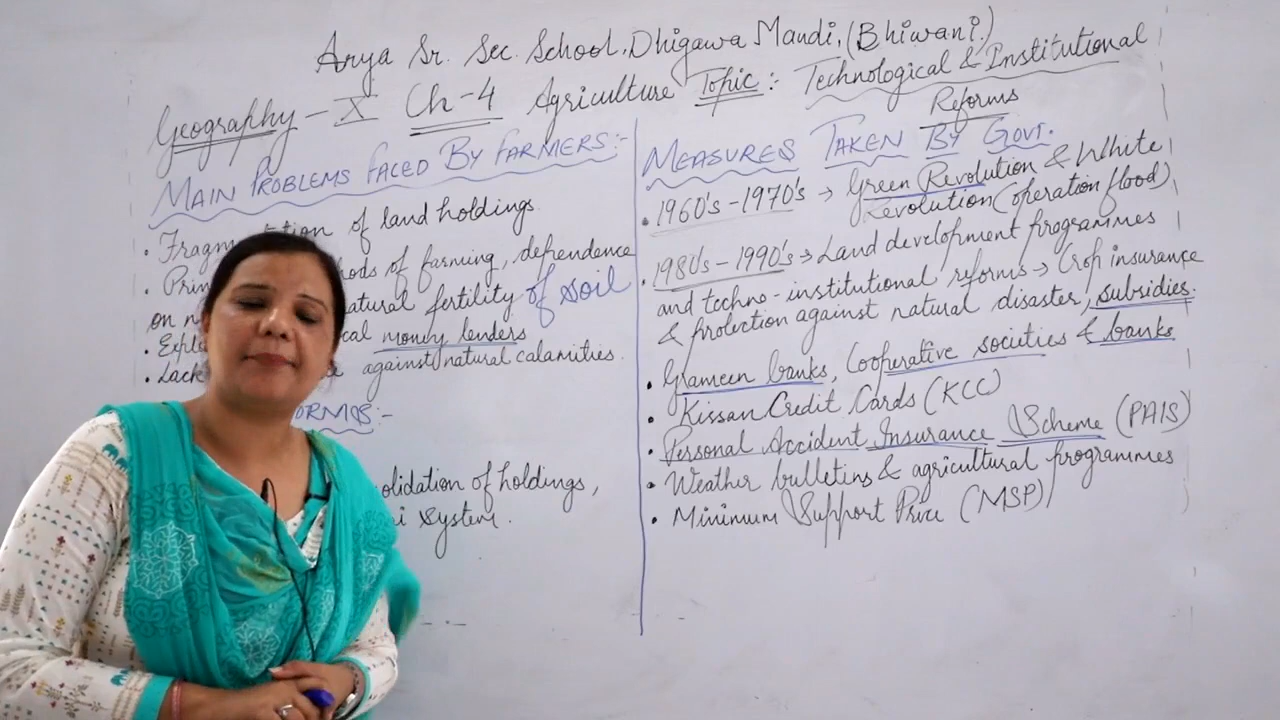 Arya Sr. Sec. School, Dhigawa Mandi, (Bhiwani.)
Geography - X Ch-4 Agriculture Topic :- Technological & Institutional
Reforms
MAIN PROBLEMS FACED BY FARMERS:-
of land holdings.
of farming, dependence
on fertility of soil
money lenders
against natural calamities.
:-
of holdings,
System.
MEASURES TAKEN BY GOVT.
• 1960's - 1970's → Green Revolution & White
Revolution (operation flood)
• 1980s - 1990's → Land development programmes
and techno-institutional reforms → Crop insurance
& protection against natural disaster, subsidies.
• Grameen banks, Cooperative societies & banks
• Kissan Credit Cards (KCC)
• Personal Accident Insurance Scheme (PAIS)
• Weather bulletins & agricultural programmes
• Minimum Support Price (MSP)